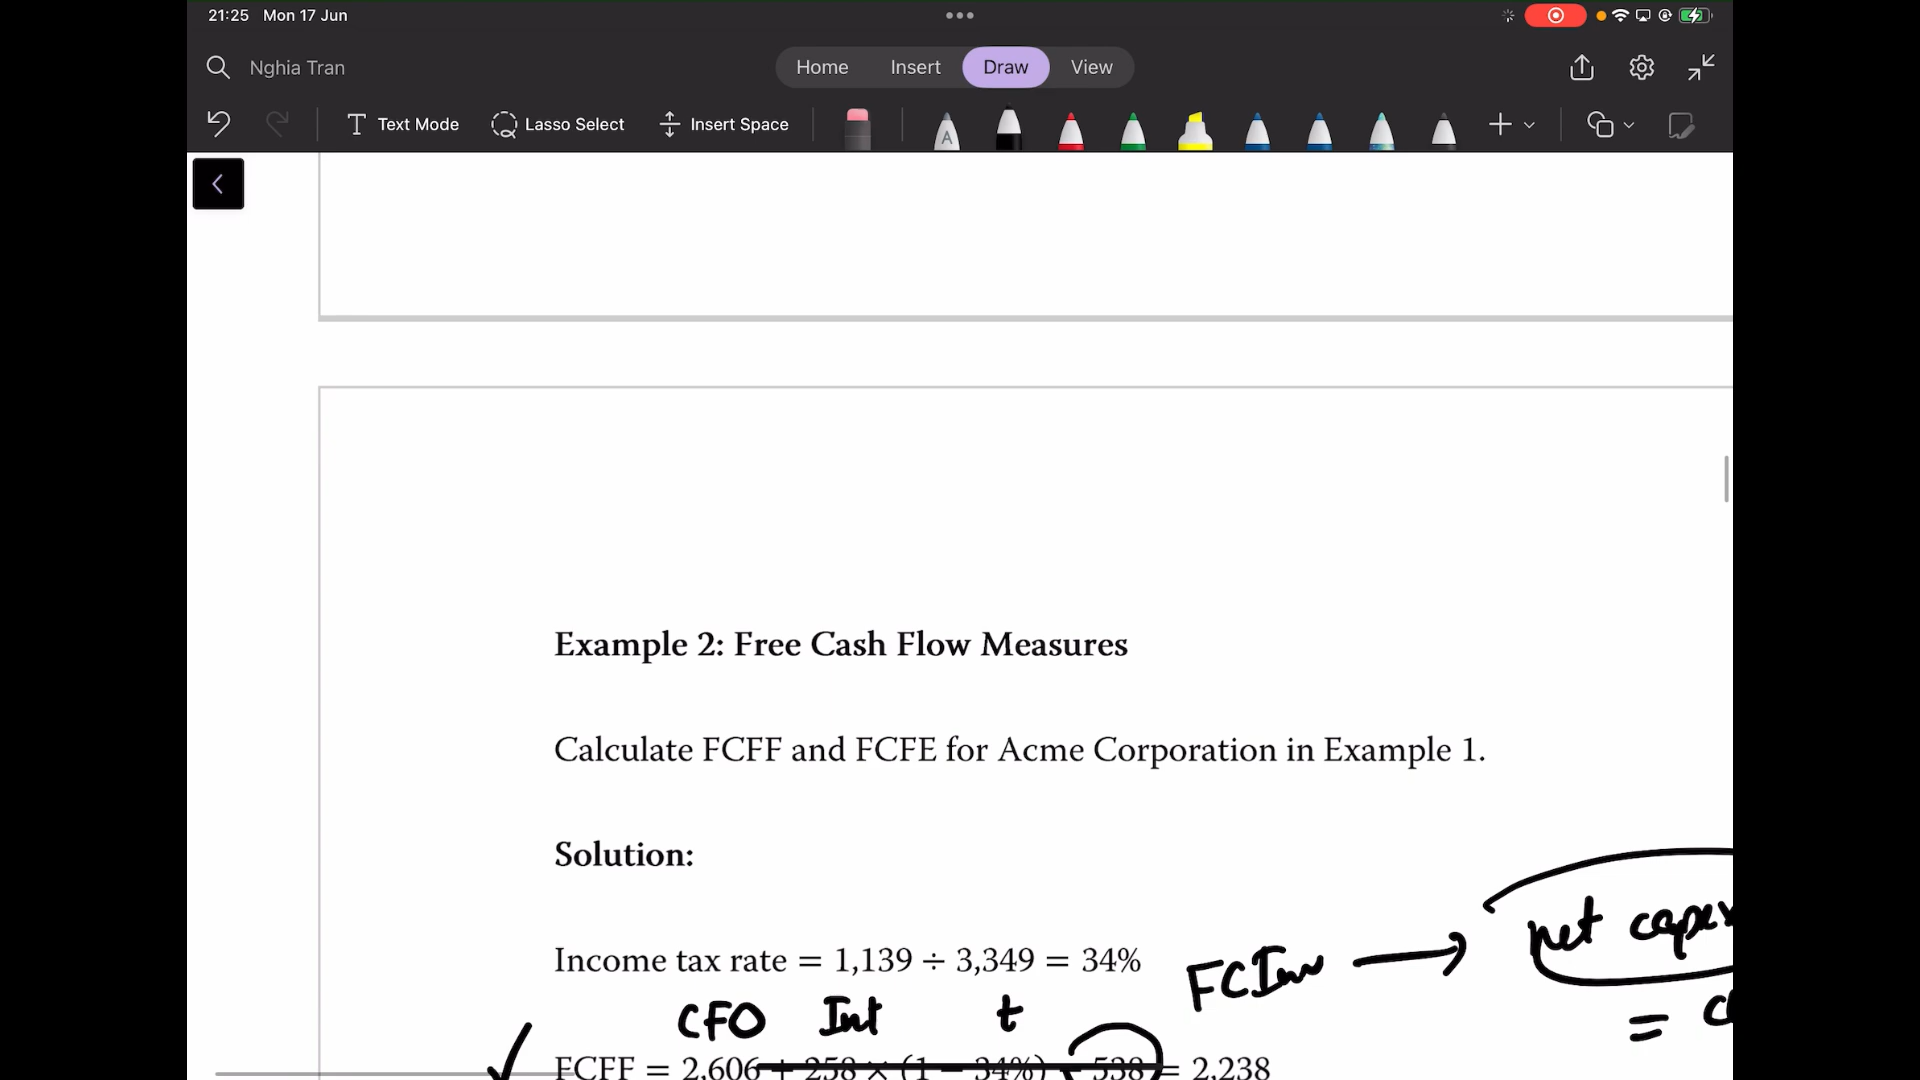 21:25 Mon 17 Jun
Nghia Tran
Home Insert Draw View
Text Mode Lasso Select Insert Space
A
Example 2: Free Cash Flow Measures
Calculate FCFF and FCFE for Acme Corporation in Example 1.
Solution:
net capex
Income tax rate = 1,139 ÷ 3,349 = 34%
FCInv
=
CFO Int t
FCFF = 2,606 + 258 × (1 − 34%) − 538 = 2,238